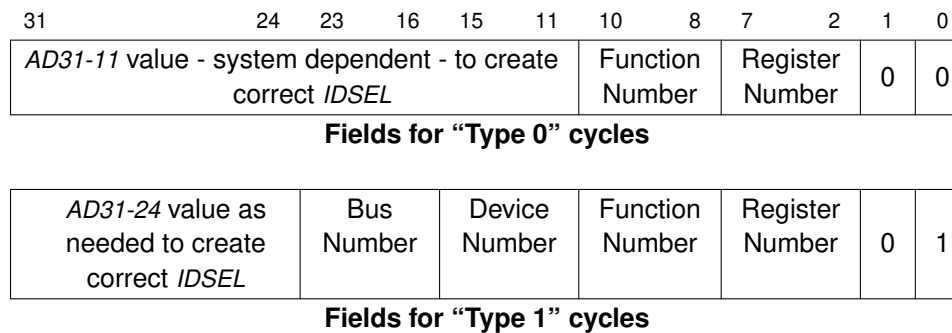 31 24 23 16 15 11 10 8 7 2 1 0
AD31-11 value - system dependent - to create
correct IDSEL
Function
Number
Register
Number
0
0
Fields for “Type 0” cycles
AD31-24 value as
needed to create
correct IDSEL
Bus
Number
Device
Number
Function
Number
Register
Number
0
1
Fields for “Type 1” cycles